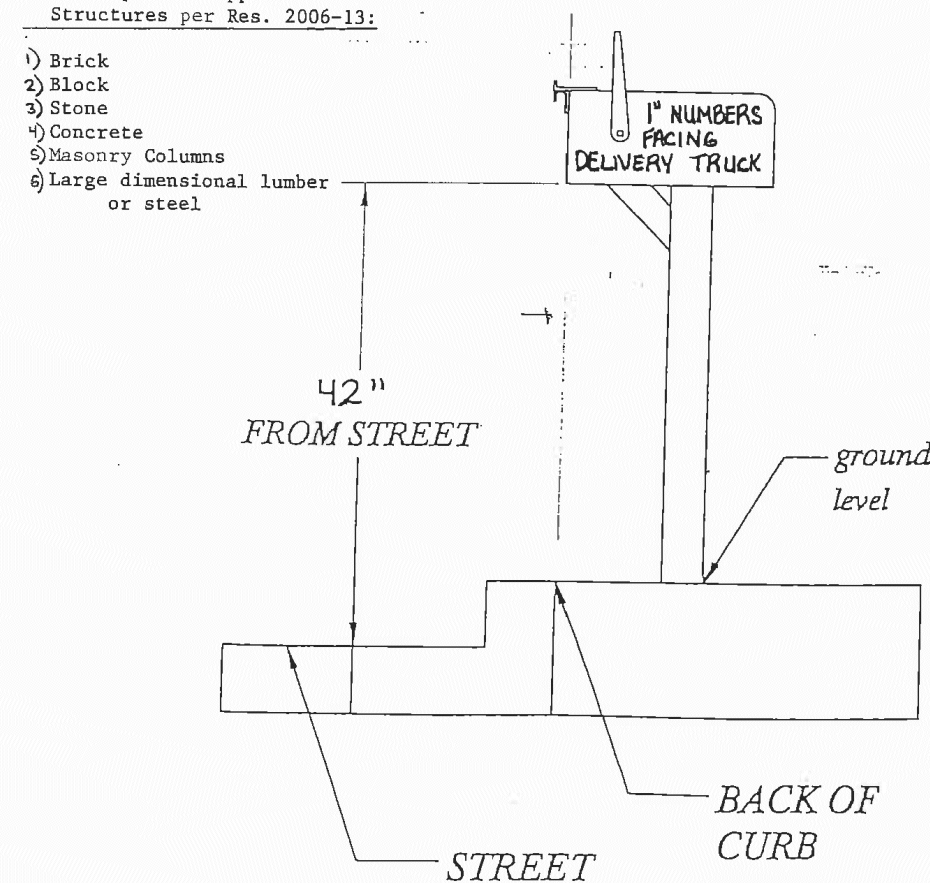 Structures per Res. 2006-13:
1) Brick
2) Block
3) Stone
4) Concrete
5) Masonry Columns
6) Large dimensional lumber
or steel
1" NUMBERS
FACING
DELIVERY TRUCK
42"
FROM STREET
ground
level
BACK OF
CURB
STREET